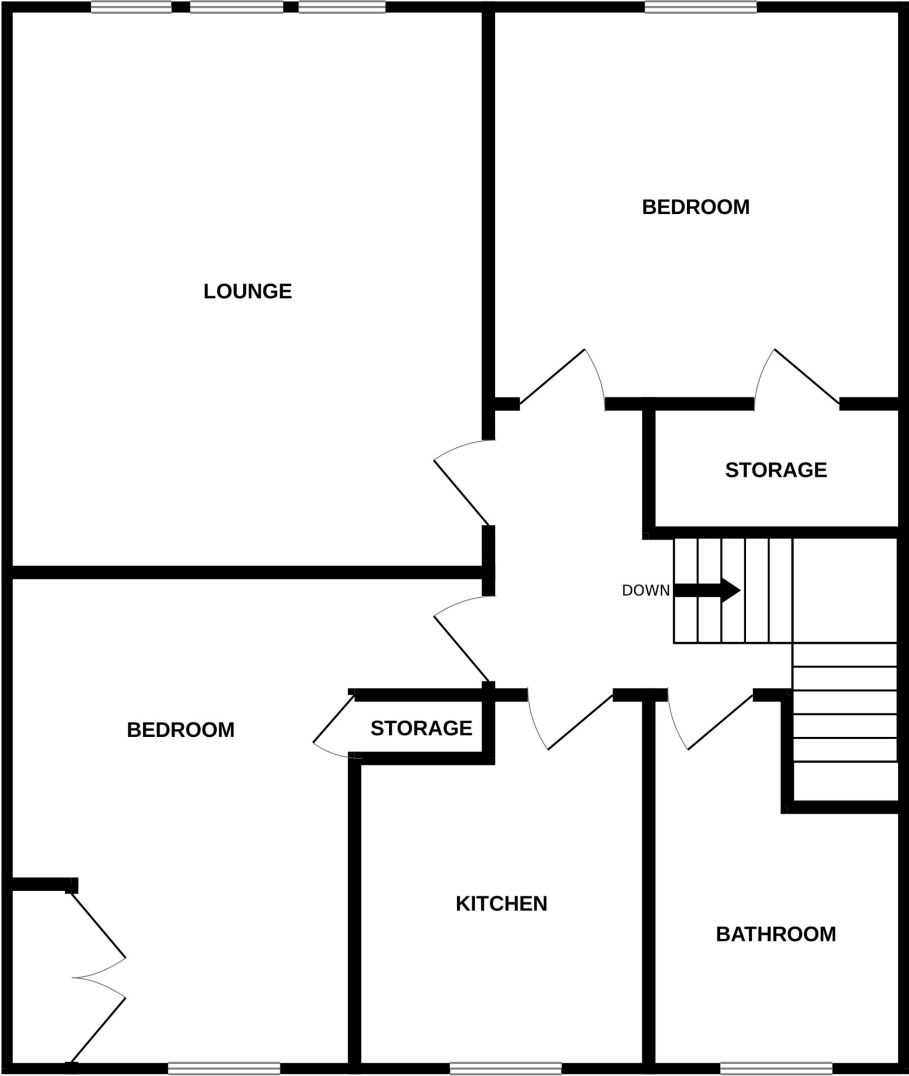 BEDROOM
LOUNGE
STORAGE
DOWN
BEDROOM
STORAGE
KITCHEN
BATHROOM